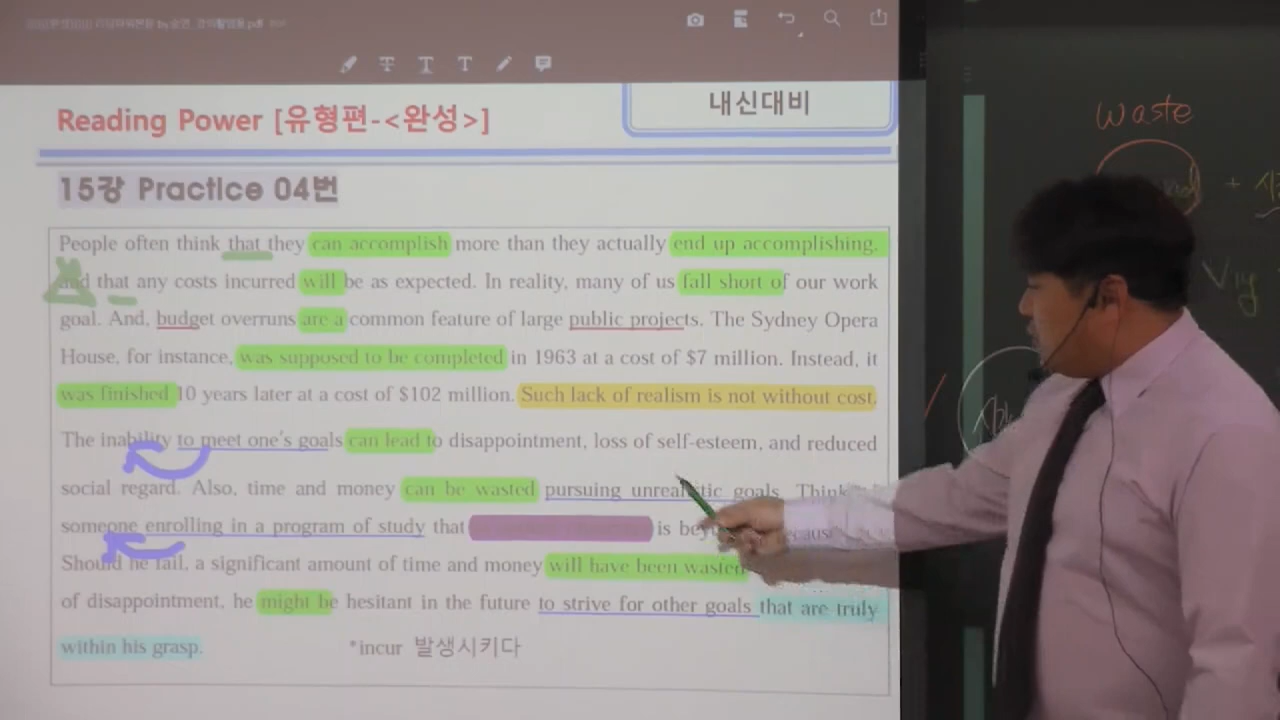 Reading Power [유형편-<완성>]
내신대비
15강 Practice 04번
People often think that they can accomplish more than they actually end up accomplishing,
and that any costs incurred will be as expected. In reality, many of us fall short of our work
goal. And, budget overruns are a common feature of large public projects. The Sydney Opera
House, for instance, was supposed to be completed in 1963 at a cost of $7 million. Instead, it
was finished 10 years later at a cost of $102 million. Such lack of realism is not without cost.
The inability to meet one's goals can lead to disappointment, loss of self-esteem, and reduced
social regard. Also, time and money can be wasted pursuing unrealistic goals. Think
someone enrolling in a program of study that is
Should he fail, a significant amount of time and money will have been wasted
of disappointment, he might be hesitant in the future to strive for other goals that are truly
within his grasp.
*incur 발생시키다
waste